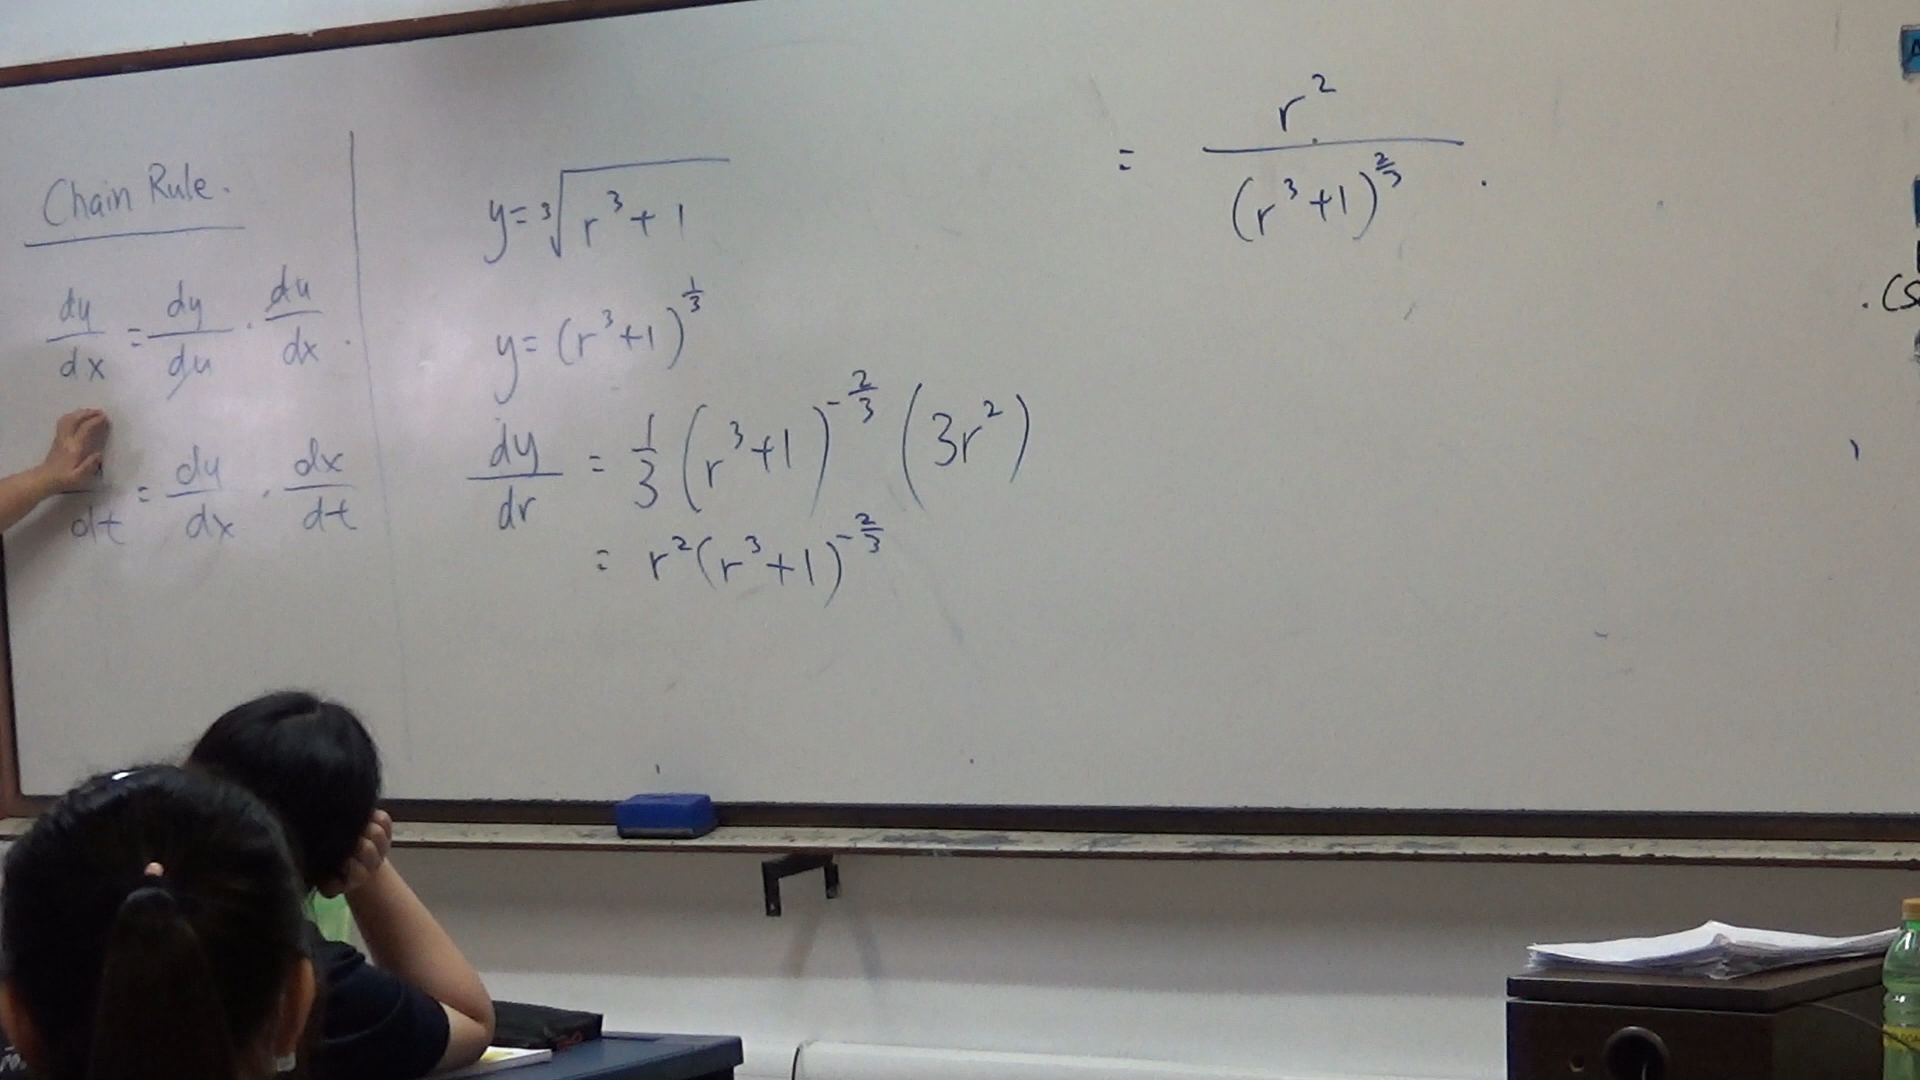 Chain Rule.
dy/dx = dy/du · du/dx.
/dt = dy/dx · dx/dt
y = ³√(r³ + 1)
y = (r³+1)^(1/3)
dy/dr = 1/3 (r³+1)^(-2/3) (3r²)
= r²(r³+1)^(-2/3)
= r²/(r³+1)^(2/3).